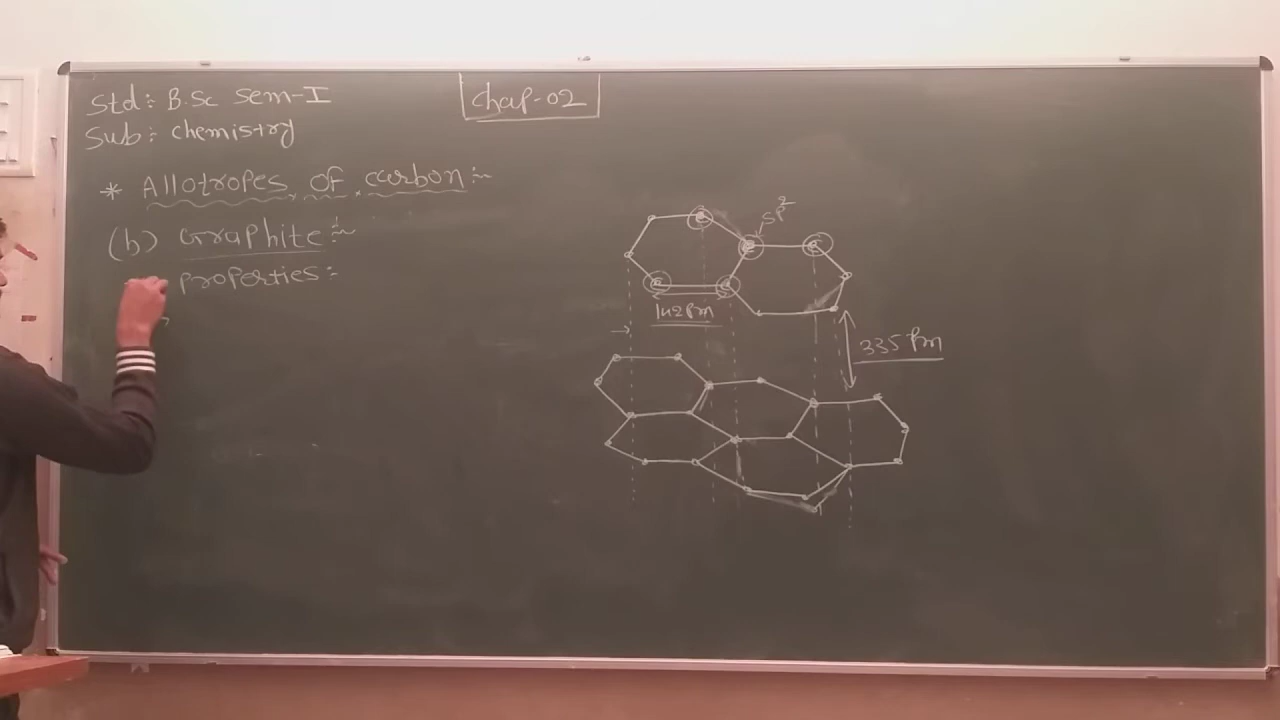 Std:- B.Sc Sem-I
Chap-02
Sub:- chemistry
* Allotropes of carbon:-
(b) Graphite:-
Properties:-
SP²
142 Pm
335 Pm